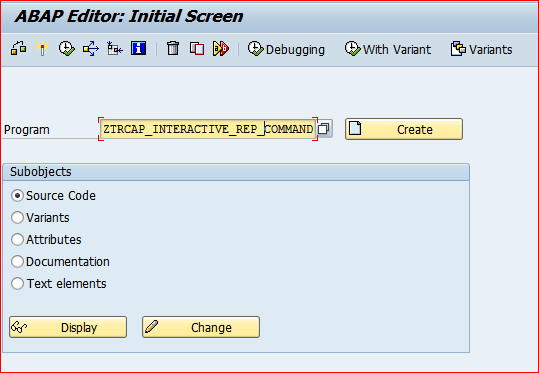 ABAP Editor: Initial Screen
Debugging With Variant Variants
Program ZTRCAP_INTERACTIVE_REP_COMMAND Create
Subobjects
Source Code
Variants
Attributes
Documentation
Text elements
Display Change